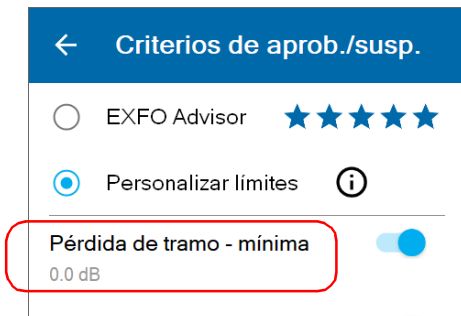 Criterios de aprob./susp.
EXFO Advisor
Personalizar límites
Pérdida de tramo - mínima
0.0 dB